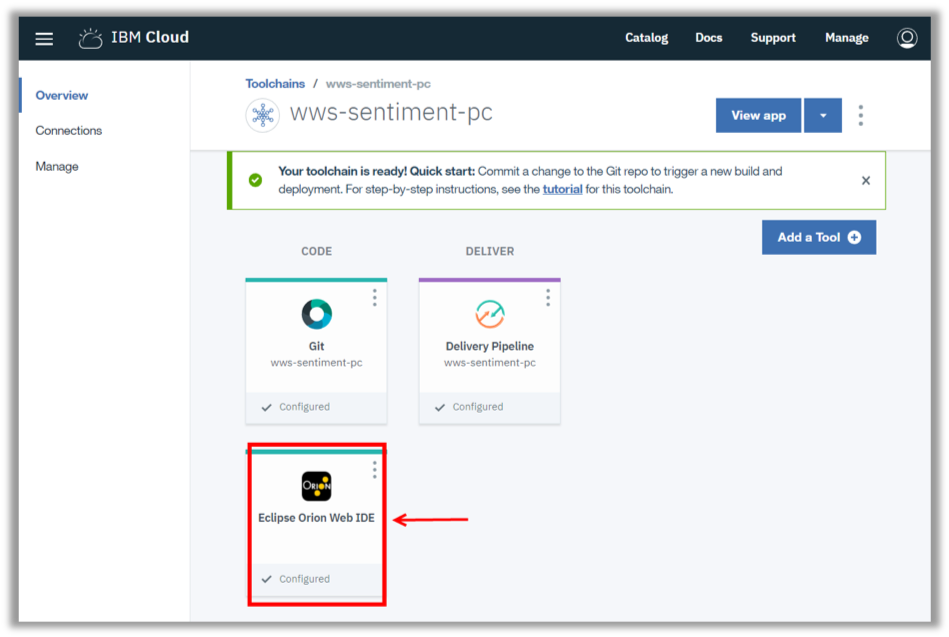 IBM Cloud
Catalog
Docs
Support
Manage
Overview
Connections
Manage
Toolchains / wws-sentiment-pc
wws-sentiment-pc
View app
Your toolchain is ready! Quick start: Commit a change to the Git repo to trigger a new build and
deployment. For step-by-step instructions, see the tutorial for this toolchain.
Add a Tool
CODE
DELIVER
Git
wws-sentiment-pc
Configured
Delivery Pipeline
wws-sentiment-pc
Configured
ORION
Eclipse Orion Web IDE
Configured